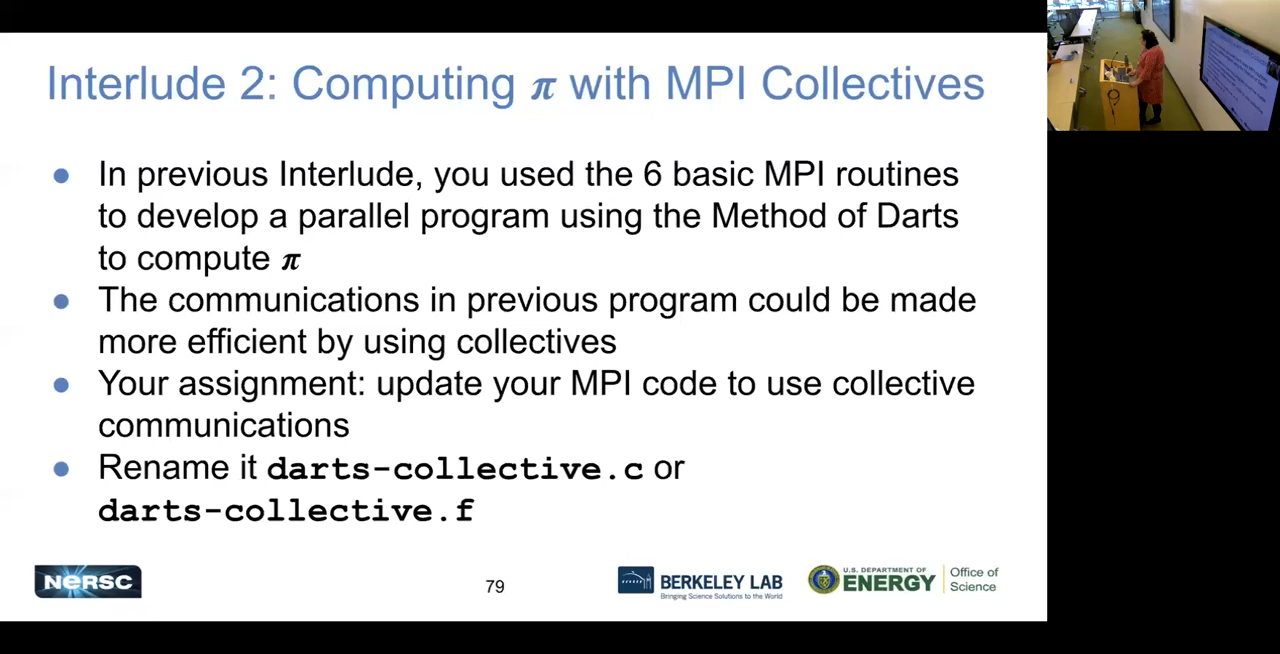 Interlude 2: Computing π with MPI Collectives
● In previous Interlude, you used the 6 basic MPI routines
to develop a parallel program using the Method of Darts
to compute π
● The communications in previous program could be made
more efficient by using collectives
● Your assignment: update your MPI code to use collective
communications
● Rename it darts-collective.c or
darts-collective.f
NERSC
79
BERKELEY LAB
Bringing Science Solutions to the World
U.S. DEPARTMENT OF
ENERGY
Office of
Science